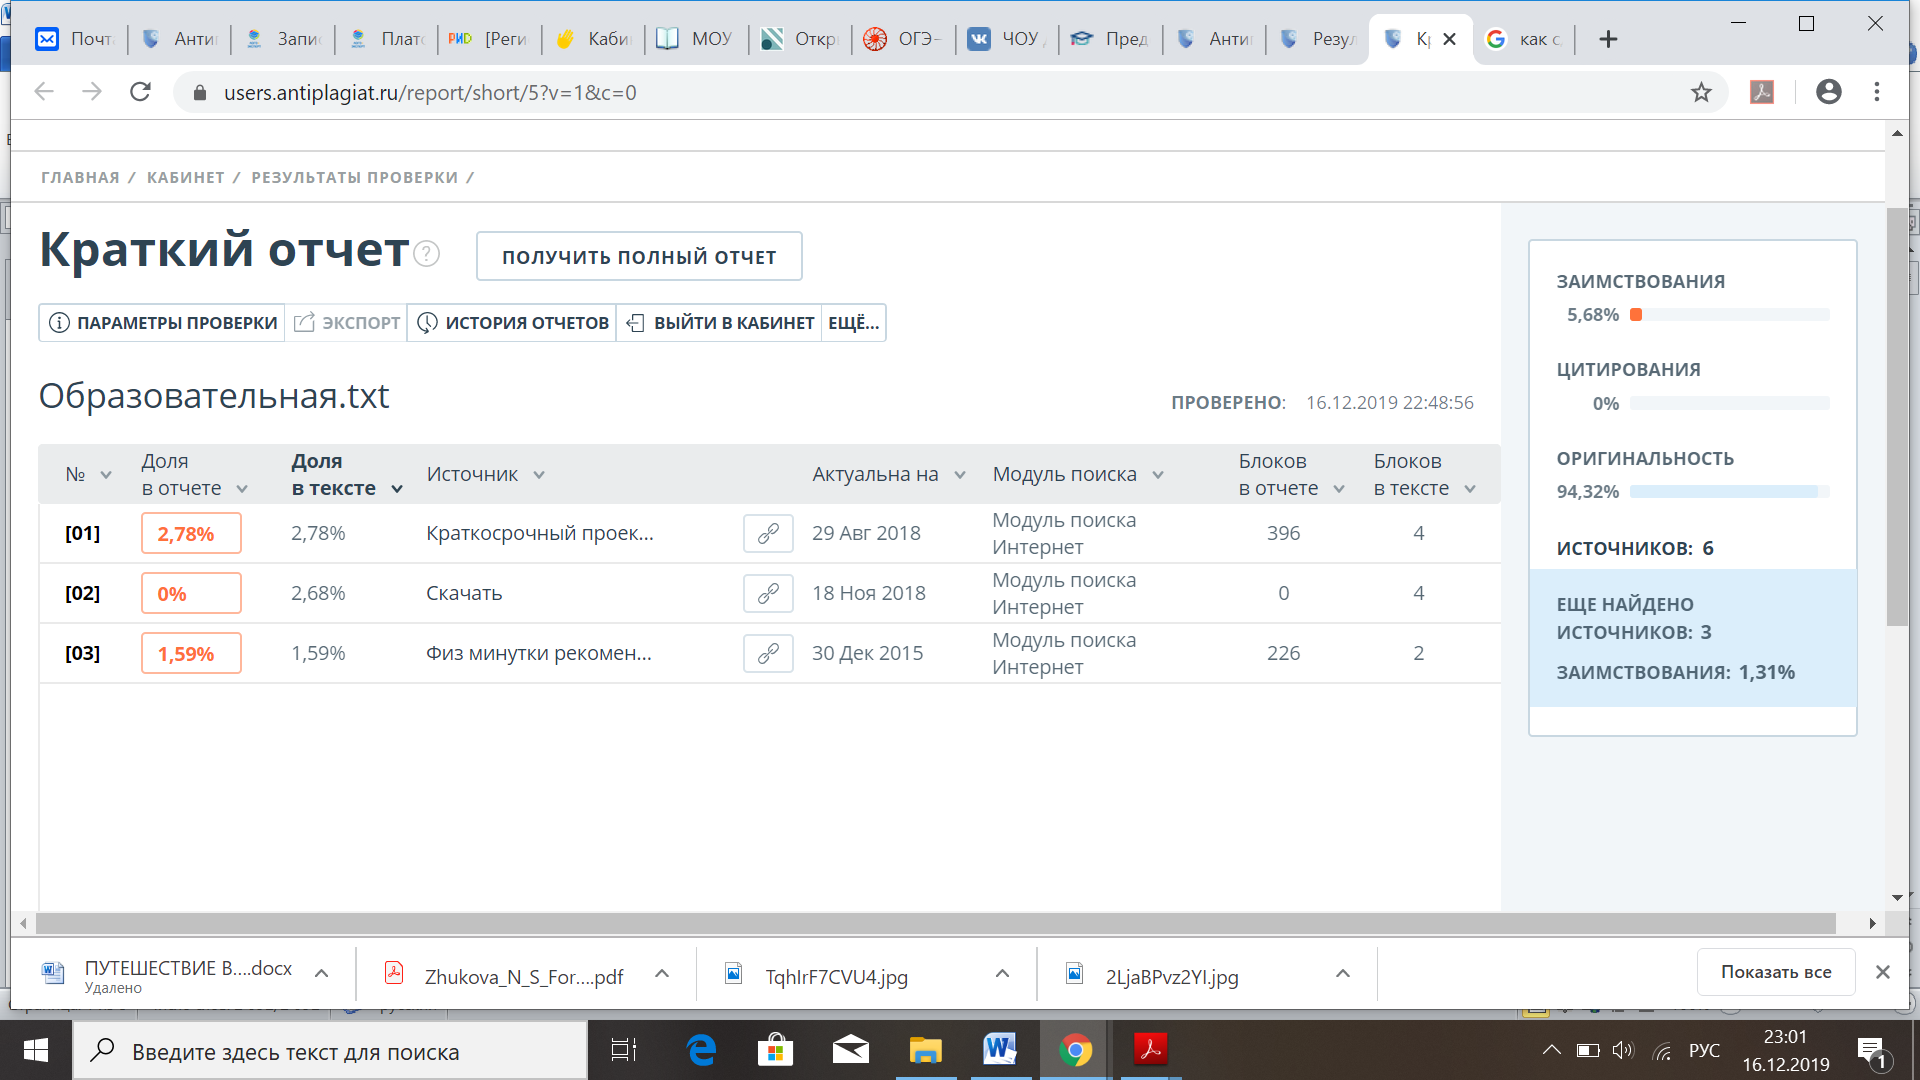 Почт
Анти
Запис
Платс
РИД [Реги
Каби
МОУ
Откр
ОГЭ-
ЧОУ
Пред
Анти
Резул
Кр
как с
users.antiplagiat.ru/report/short/5?v=1&c=0
ГЛАВНАЯ / КАБИНЕТ / РЕЗУЛЬТАТЫ ПРОВЕРКИ /
Краткий отчет ?
ПОЛУЧИТЬ ПОЛНЫЙ ОТЧЕТ
ПАРАМЕТРЫ ПРОВЕРКИ ЭКСПОРТ ИСТОРИЯ ОТЧЕТОВ ВЫЙТИ В КАБИНЕТ ЕЩЁ...
Образовательная.txt
ПРОВЕРЕНО: 16.12.2019 22:48:56
№ Доля в отчете Доля в тексте Источник Актуальна на Модуль поиска Блоков в отчете Блоков в тексте
[01] 2,78% 2,78% Краткосрочный проек... 29 Авг 2018 Модуль поиска Интернет 396 4
[02] 0% 2,68% Скачать 18 Ноя 2018 Модуль поиска Интернет 0 4
[03] 1,59% 1,59% Физ минутки рекомен... 30 Дек 2015 Модуль поиска Интернет 226 2
ЗАИМСТВОВАНИЯ
5,68%
ЦИТИРОВАНИЯ
0%
ОРИГИНАЛЬНОСТЬ
94,32%
ИСТОЧНИКОВ: 6
ЕЩЕ НАЙДЕНО
ИСТОЧНИКОВ: 3
ЗАИМСТВОВАНИЯ: 1,31%
ПУТЕШЕСТВИЕ В....docx
Удалено
Zhukova_N_S_For....pdf
TqhIrF7CVU4.jpg
2LjaBPvz2YI.jpg
Показать все
Введите здесь текст для поиска
РУС
23:01
16.12.2019
1